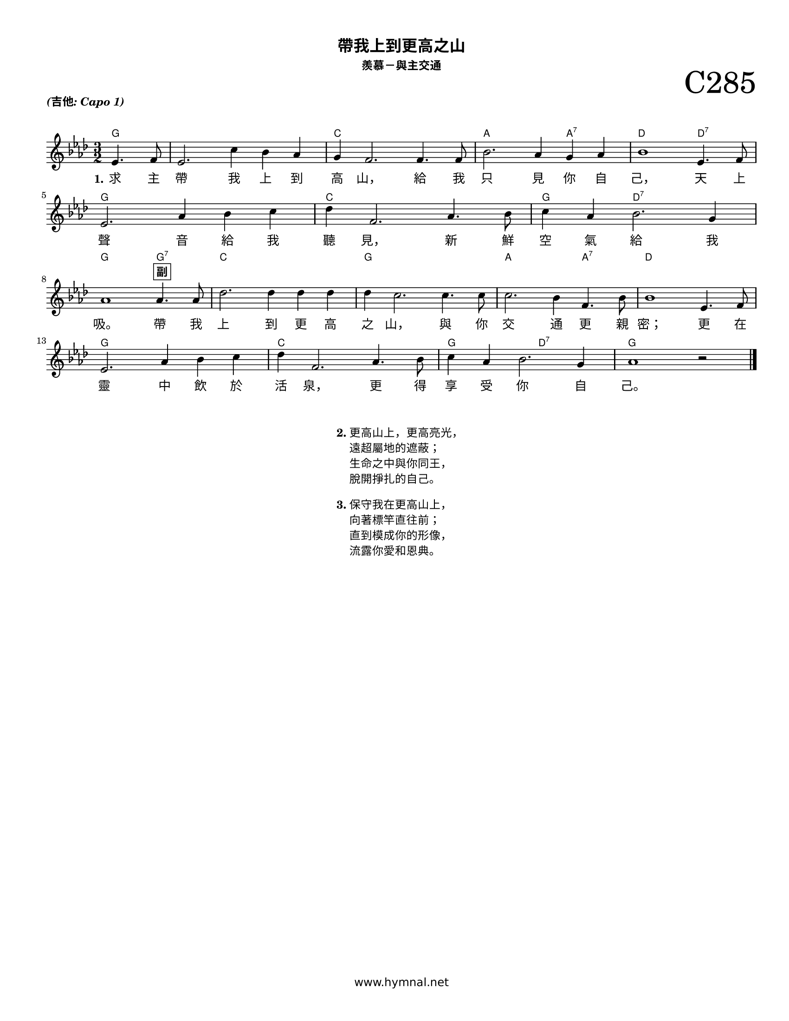 帶我上到更高之山
羨慕－與主交通
C285
(吉他: Capo 1)
G C A A7 D D7
3 2
1. 求 主 帶 我 上 到 高 山， 給 我 只 見 你 自 己， 天 上
5 G C G D7
聲 音 給 我 聽 見， 新 鮮 空 氣 給 我
G G7 C G A A7 D
副
8
吸。 帶 我 上 到 更 高 之 山， 與 你 交 通 更 親 密； 更 在
13 G C G D7 G
靈 中 飲 於 活 泉， 更 得 享 受 你 自 己。
2. 更高山上，更高亮光，
遠超屬地的遮蔽；
生命之中與你同王，
脫開掙扎的自己。
3. 保守我在更高山上，
向著標竿直往前；
直到模成你的形像，
流露你愛和恩典。
www.hymnal.net